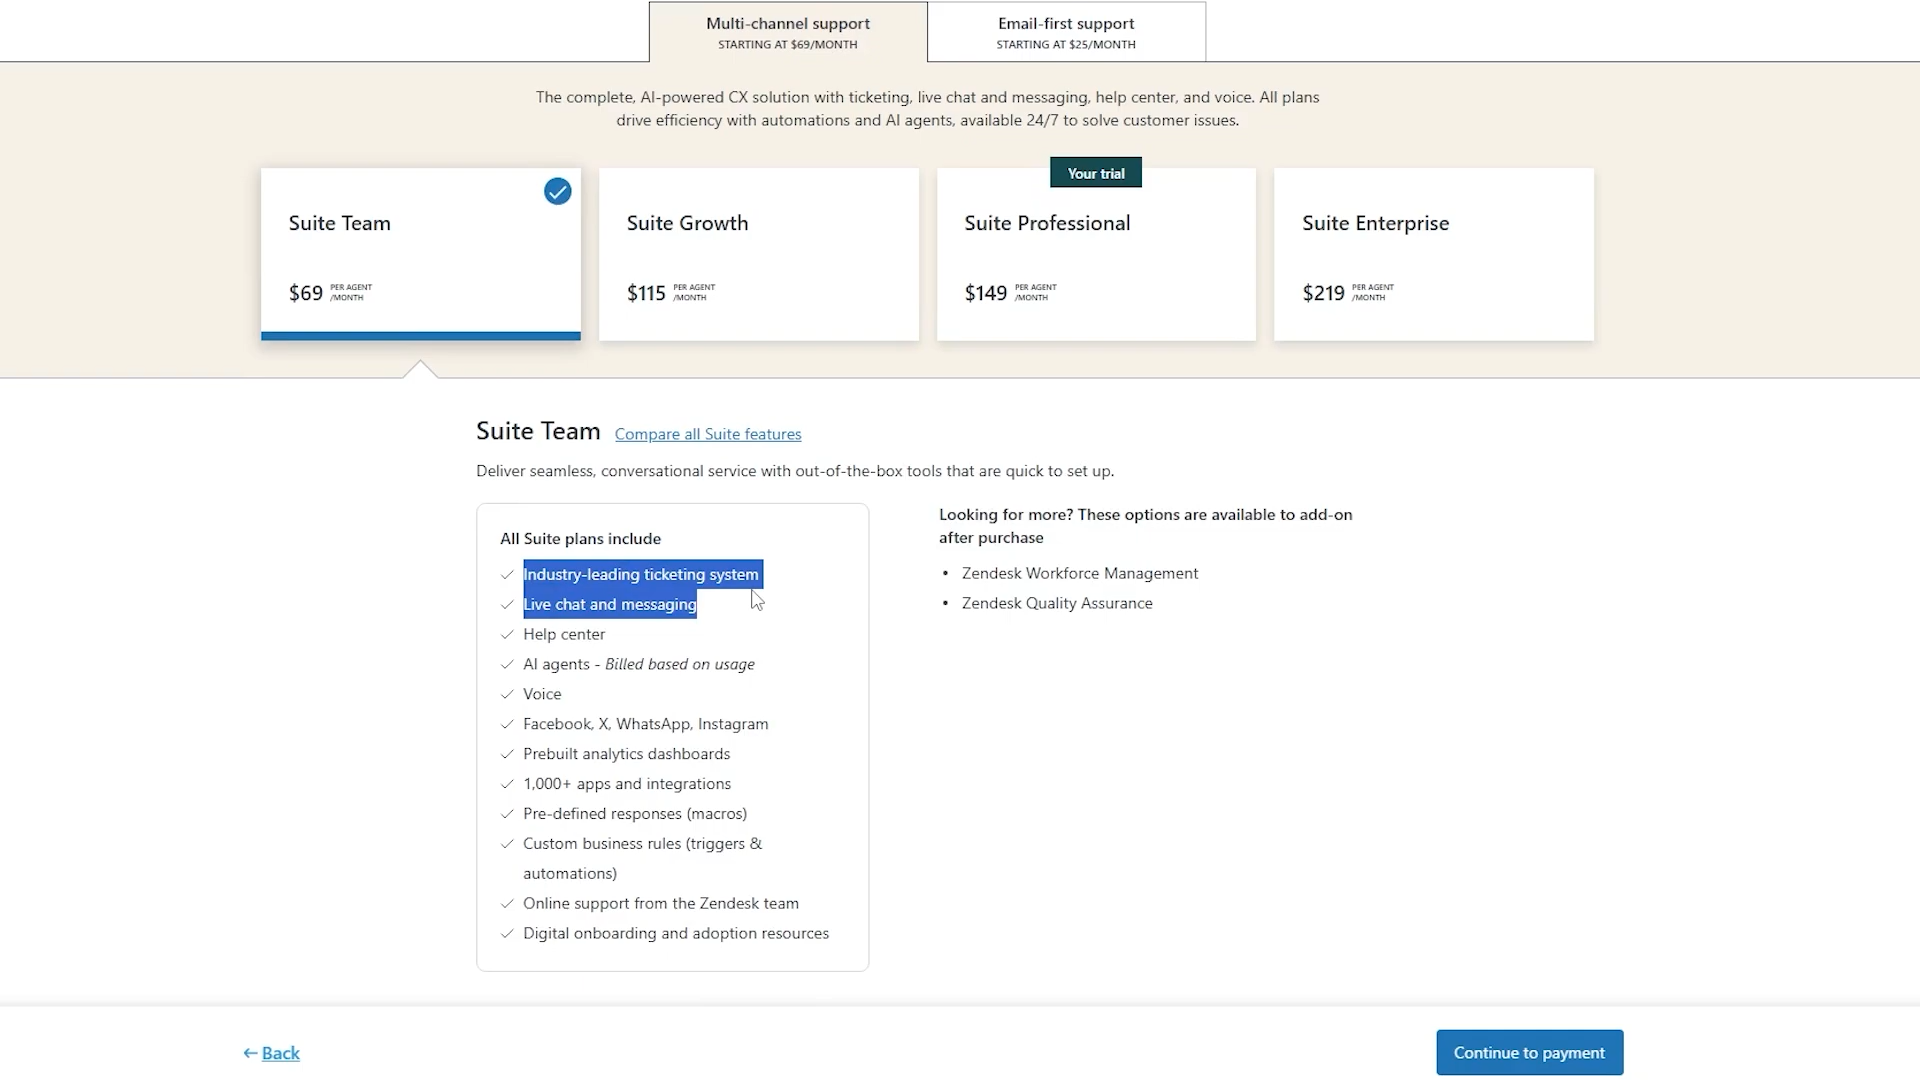 Multi-channel support
STARTING AT $69/MONTH
Email-first support
STARTING AT $25/MONTH
The complete, AI-powered CX solution with ticketing, live chat and messaging, help center, and voice. All plans
drive efficiency with automations and AI agents, available 24/7 to solve customer issues.
Suite Team
$69 PER AGENT
/MONTH
Suite Growth
$115 PER AGENT
/MONTH
Your trial
Suite Professional
$149 PER AGENT
/MONTH
Suite Enterprise
$219 PER AGENT
/MONTH
Suite Team Compare all Suite features
Deliver seamless, conversational service with out-of-the-box tools that are quick to set up.
All Suite plans include
Industry-leading ticketing system
Live chat and messaging
Help center
AI agents - Billed based on usage
Voice
Facebook, X, WhatsApp, Instagram
Prebuilt analytics dashboards
1,000+ apps and integrations
Pre-defined responses (macros)
Custom business rules (triggers &
automations)
Online support from the Zendesk team
Digital onboarding and adoption resources
Looking for more? These options are available to add-on
after purchase
• Zendesk Workforce Management
• Zendesk Quality Assurance
← Back
Continue to payment